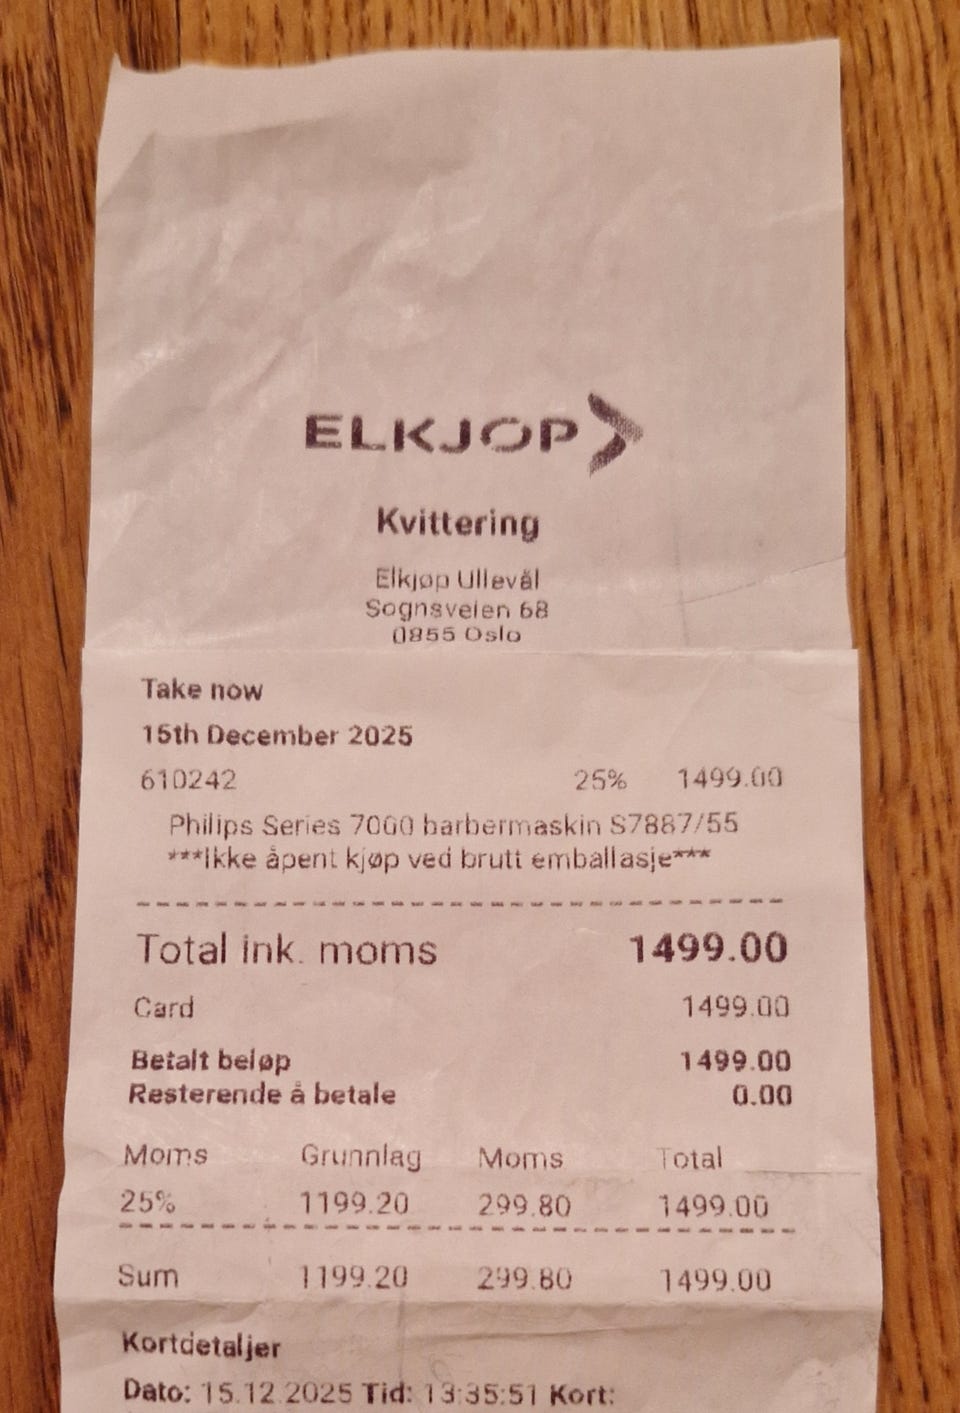 ELKJØP
Kvittering
Elkjøp Ullevål
Sognsveien 68
0855 Oslo
Take now
15th December 2025
610242 25% 1499.00
Philips Series 7000 barbermaskin S7887/55
***Ikke åpent kjøp ved brutt emballasje***
Total ink. moms 1499.00
Card 1499.00
Betalt beløp 1499.00
Resterende å betale 0.00
Moms Grunnlag Moms Total
25% 1199.20 299.80 1499.00
Sum 1199.20 299.80 1499.00
Kortdetaljer
Dato: 15.12.2025 Tid: 13:35:51 Kort: